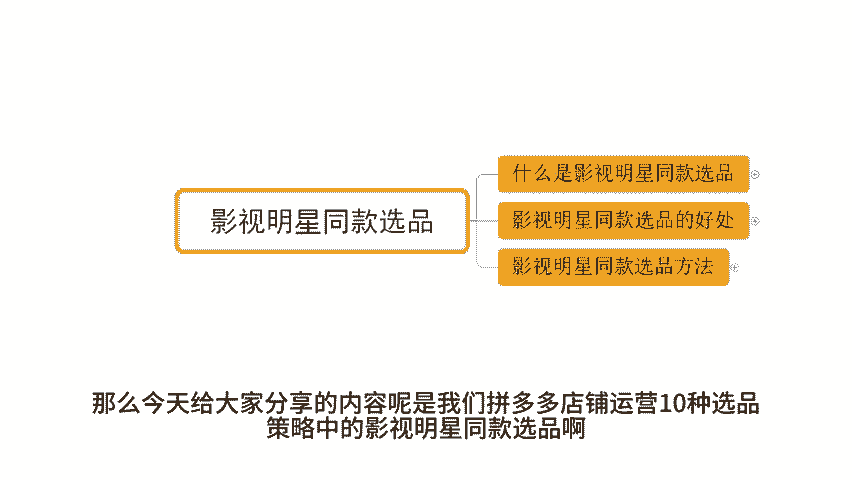 影视明星同款选品
什么是影视明星同款选品
影视明星同款选品的好处
影视明星同款选品方法
那么今天给大家分享的内容呢是我们拼多多店铺运营10种选品
策略中的影视明星同款选品啊